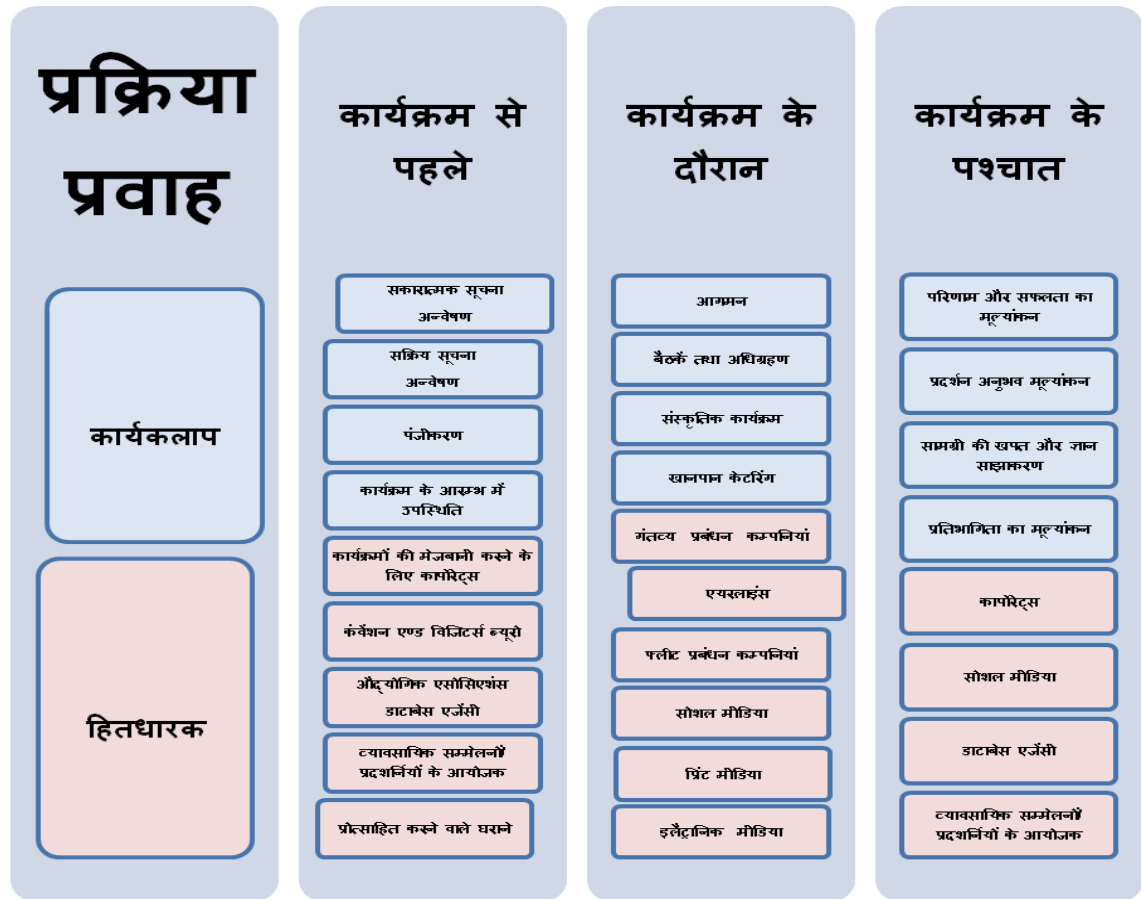 प्रक्रिया
प्रवाह
कार्यकलाप
हितधारक
कार्यक्रम से
पहले
सकारात्मक सूचना
अन्वेषण
सक्रिय सूचना
अन्वेषण
पंजीकरण
कार्यक्रम के आरम्भ में
उपस्थिति
कार्यक्रमों की मेजबानी करने के
लिए कार्पोरेट्स
कंवेंशन एण्ड विजिटर्स ब्यूरो
औद्योगिक एसोसिएशंस
डाटाबेस एजेंसी
व्यावसायिक सम्मेलनों/
प्रदर्शनियों के आयोजक
प्रोत्साहित करने वाले घराने
कार्यक्रम के
दौरान
आगमन
बैठकें तथा अधिग्रहण
संस्कृतिक कार्यक्रम
खानपान केटरिंग
गंतव्य प्रबंधन कम्पनियां
एयरलाइंस
फ्लीट प्रबंधन कम्पनियां
सोशल मीडिया
प्रिंट मीडिया
इलैट्रानिक मीडिया
कार्यक्रम के
पश्चात
परिणाम और सफलता का
मूल्यांकन
प्रदर्शन अनुभव मूल्यांकन
सामग्री की खपत और ज्ञान
साझाकरण
प्रतिभागिता का मूल्यांकन
कार्पोरेट्स
सोशल मीडिया
डाटाबेस एजेंसी
व्यावसायिक सम्मेलनों/
प्रदर्शनियों के आयोजक